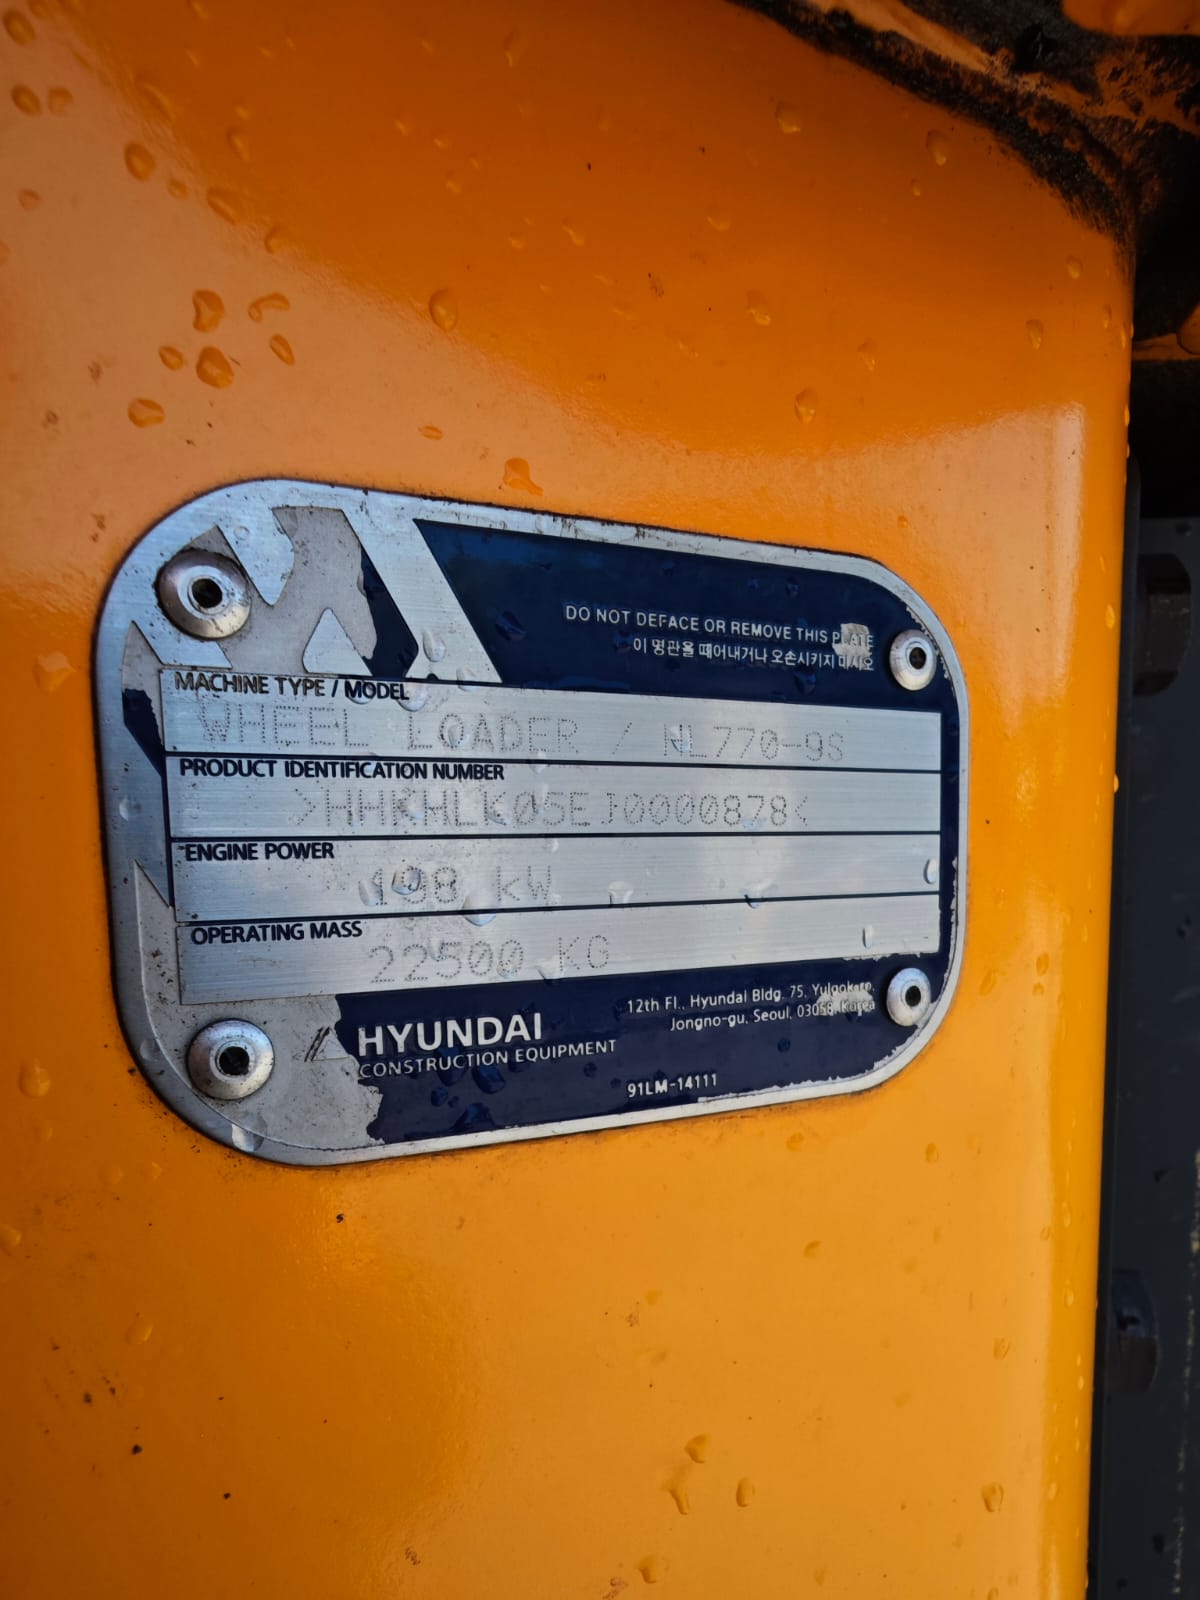 DO NOT DEFACE OR REMOVE THIS PLATE
이 명판을 떼어내거나 오손시키지 마시오
MACHINE TYPE / MODEL
WHEEL LOADER / HL770-9S
PRODUCT IDENTIFICATION NUMBER
ENGINE POWER
198 KW
OPERATING MASS
22500 KG
HYUNDAI
CONSTRUCTION EQUIPMENT
12th Fl., Hyundai Bldg. 75, Yulgokro,
Jongno-gu, Seoul, 03058, Korea
91LM-14111